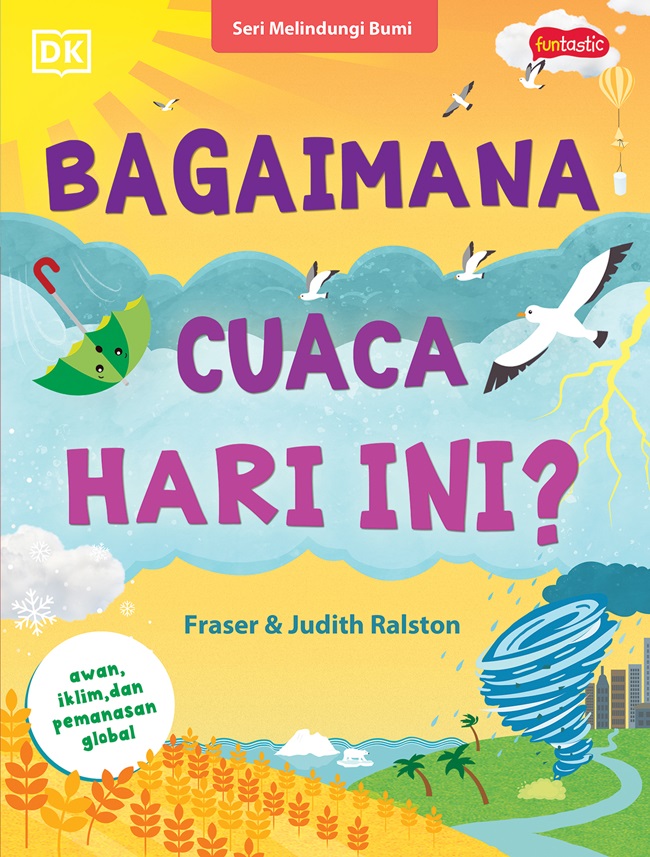 Seri Melindungi Bumi
DK
funtastic
BAGAIMANA
CUACA
HARI INI?
Fraser & Judith Ralston
awan,
iklim,dan
pemanasan
global